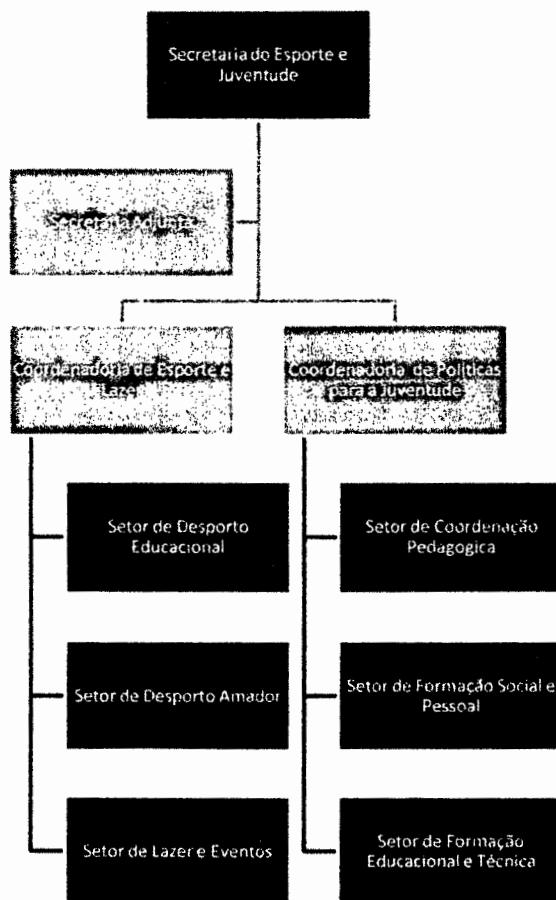 Secretaria do Esporte e
Juventude
Secretaria Adjunta
Coordenadoria de Esporte e
Lazer
Coordenadoria de Politicas
para a Juventude
Setor de Desporto
Educacional
Setor de Coordenação
Pedagogica
Setor de Desporto Amador
Setor de Formação Social e
Pessoal
Setor de Lazer e Eventos
Setor de Formação
Educacional e Técnica